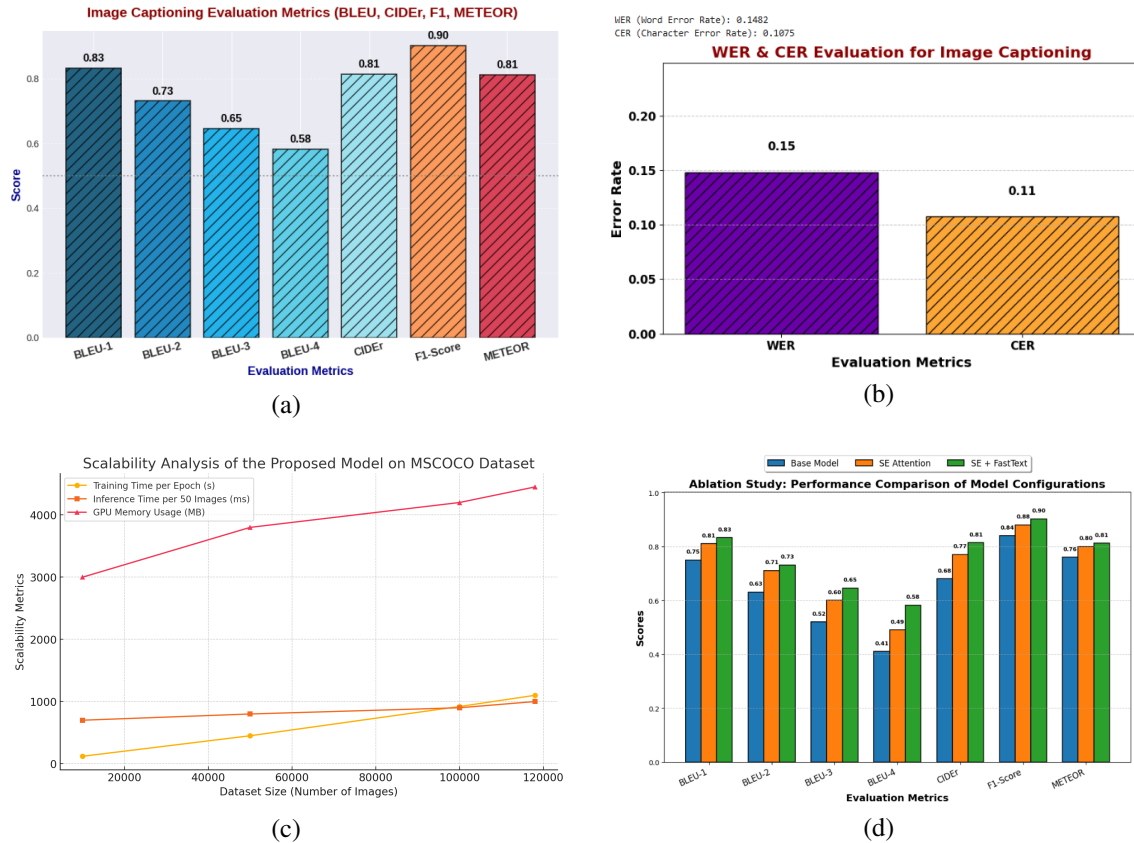 Image Captioning Evaluation Metrics (BLEU, CIDEr, F1, METEOR)
Score
0.8
0.6
0.4
0.2
0.0
0.83
0.73
0.65
0.58
0.81
0.90
0.81
BLEU-1
BLEU-2
BLEU-3
BLEU-4
CIDEr
F1-Score
METEOR
Evaluation Metrics
(a)
WER (Word Error Rate): 0.1482
CER (Character Error Rate): 0.1075
WER & CER Evaluation for Image Captioning
Error Rate
0.20
0.15
0.10
0.05
0.00
0.15
0.11
WER
CER
Evaluation Metrics
(b)
Scalability Analysis of the Proposed Model on MSCOCO Dataset
Training Time per Epoch (s)
Inference Time per 50 Images (ms)
GPU Memory Usage (MB)
Scalability Metrics
4000
3000
2000
1000
0
20000
40000
60000
80000
100000
120000
Dataset Size (Number of Images)
(c)
Base Model
SE Attention
SE + FastText
Ablation Study: Performance Comparison of Model Configurations
Scores
1.0
0.8
0.6
0.4
0.2
0.0
0.75
0.81
0.83
0.63
0.71
0.73
0.52
0.60
0.65
0.41
0.49
0.58
0.68
0.77
0.81
0.84
0.88
0.90
0.76
0.80
0.81
BLEU-1
BLEU-2
BLEU-3
BLEU-4
CIDEr
F1-Score
METEOR
Evaluation Metrics
(d)